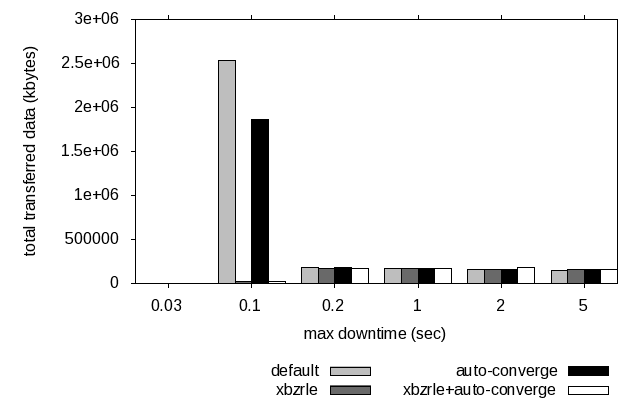 3e+06
2.5e+06
2e+06
1.5e+06
1e+06
500000
0
total transferred data (kbytes)
0.03 0.1 0.2 1 2 5
max downtime (sec)
default auto-converge
xbzrle xbzrle+auto-converge